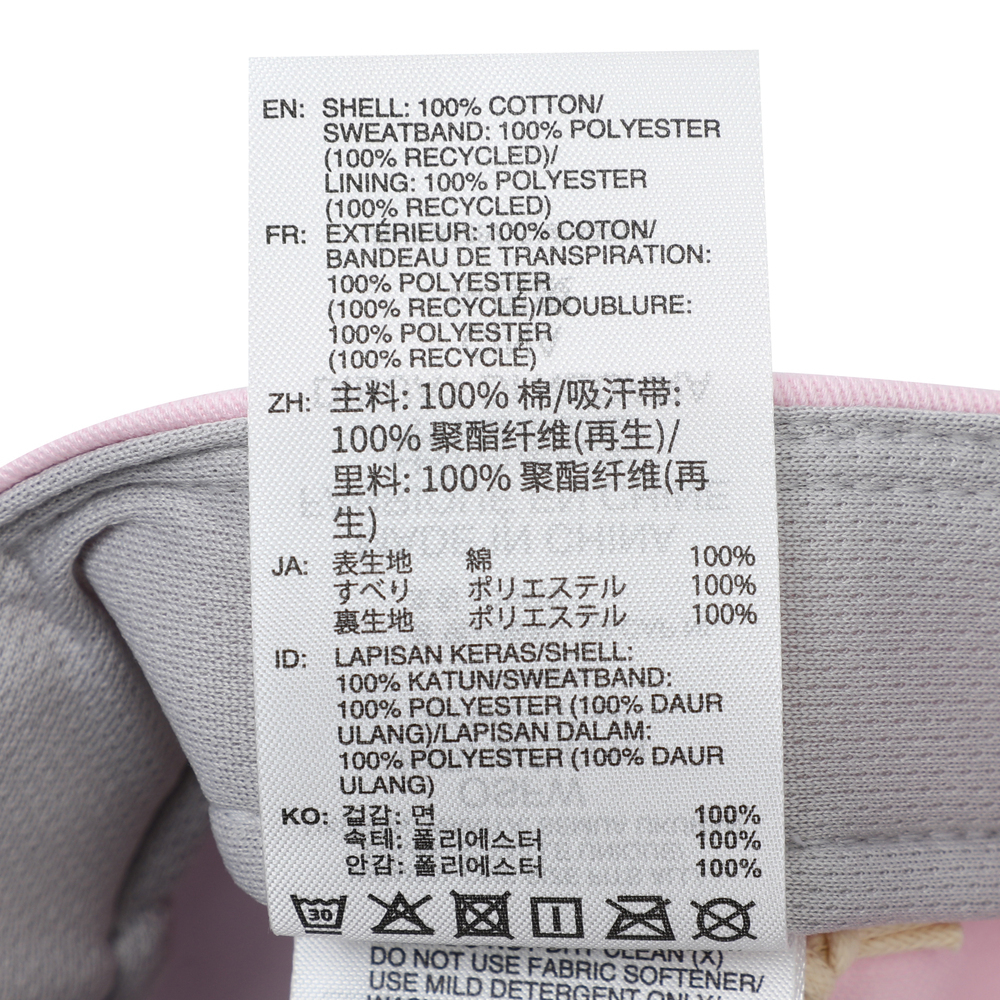 EN: SHELL: 100% COTTON/
SWEATBAND: 100% POLYESTER
(100% RECYCLED)/
LINING: 100% POLYESTER
(100% RECYCLED)
FR: EXTÉRIEUR: 100% COTON/
BANDEAU DE TRANSPIRATION:
100% POLYESTER
(100% RECYCLÉ)/DOUBLURE:
100% POLYESTER
(100% RECYCLÉ)
ZH: 主料: 100% 棉/吸汗带:
100% 聚酯纤维(再生)/
里料: 100% 聚酯纤维(再
生)
JA: 表生地 綿 100%
すべり ポリエステル 100%
裏生地 ポリエステル 100%
ID: LAPISAN KERAS/SHELL:
100% KATUN/SWEATBAND:
100% POLYESTER (100% DAUR
ULANG)/LAPISAN DALAM:
100% POLYESTER (100% DAUR
ULANG)
KO: 겉감: 면 100%
속테: 폴리에스터 100%
안감: 폴리에스터 100%
30
CLEAN (X)
DO NOT USE FABRIC SOFTENER/
USE MILD DETERGENT ONLY/